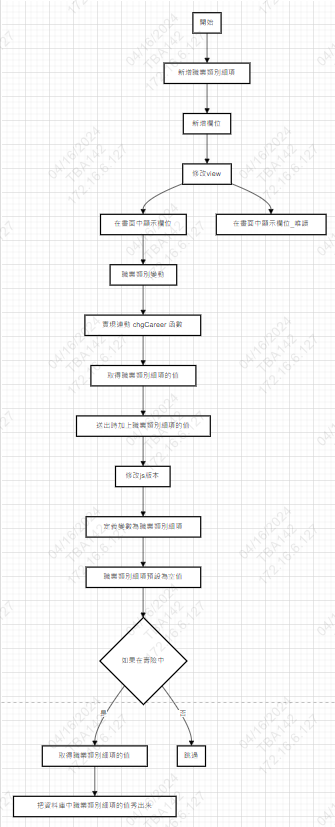 開始
新增職業類別細項
新增欄位
修改view
在畫面中顯示欄位
在畫面中顯示欄位_維護
職業類別變動
實現連動 chgCareer 函數
取得職業類別細項的值
送出時加上職業類別細項的值
修改js版本
定義變數為職業類別細項
職業類別細項預設為空值
如果在壽險中
是
否
取得職業類別細項的值
跳過
把資料庫中職業類別細項的值秀出來
04/16/2024
TBA142
172.16.6.127